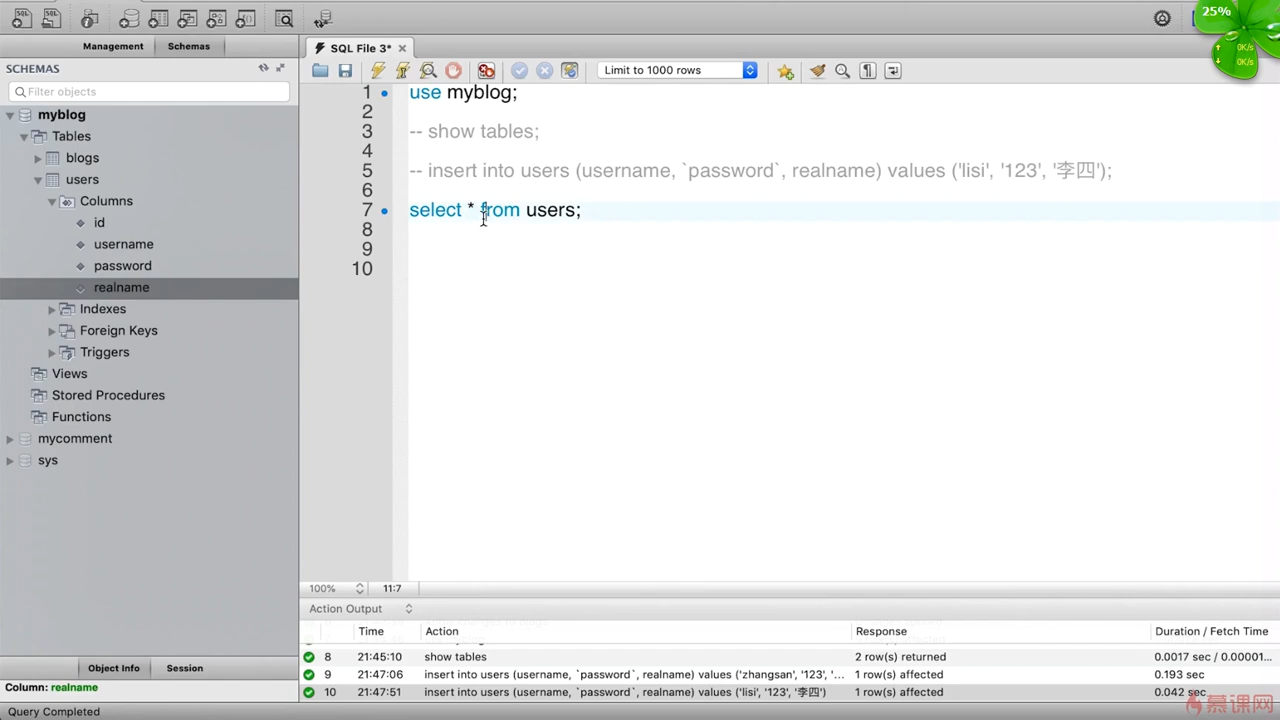 25%
Management Schemas
SQL File 3*
↑ 0K/s
↓ 0K/s
SCHEMAS
Limit to 1000 rows
Filter objects
myblog
Tables
blogs
users
Columns
id
username
password
realname
Indexes
Foreign Keys
Triggers
Views
Stored Procedures
Functions
mycomment
sys
1 use myblog;
2
3 -- show tables;
4
5 -- insert into users (username, `password`, realname) values ('lisi', '123', '李四');
6
7 select * from users;
8
9
10
100% 11:7
Action Output
Time Action Response Duration / Fetch Time
8 21:45:10 show tables 2 row(s) returned 0.0017 sec / 0.00001...
9 21:47:06 insert into users (username, `password`, realname) values ('zhangsan', '123', '... 1 row(s) affected 0.193 sec
10 21:47:51 insert into users (username, `password`, realname) values ('lisi', '123', '李四') 1 row(s) affected 0.042 sec
Object Info Session
Column: realname
Query Completed
慕课网